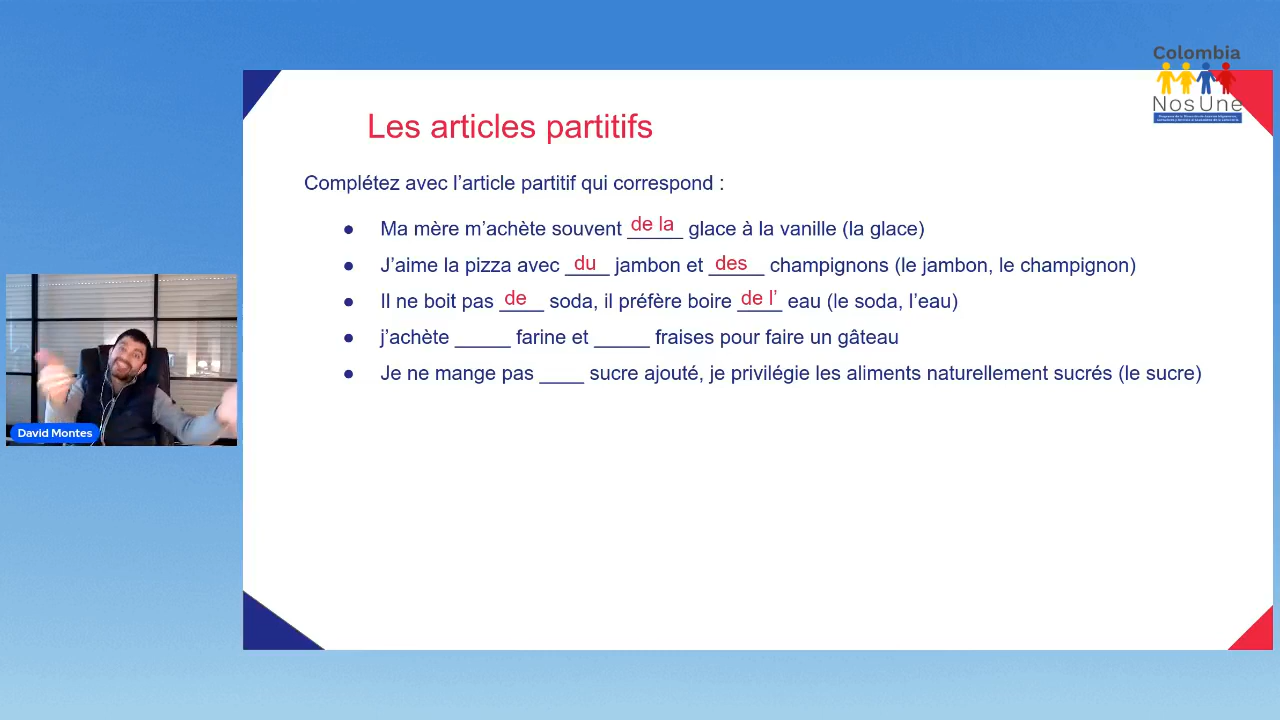 Colombia
NosUne
Les articles partitifs
Complétez avec l'article partitif qui correspond :
● Ma mère m'achète souvent de la glace à la vanille (la glace)
● J'aime la pizza avec du jambon et des champignons (le jambon, le champignon)
● Il ne boit pas de soda, il préfère boire de l' eau (le soda, l'eau)
● j'achète _____ farine et _____ fraises pour faire un gâteau
● Je ne mange pas ____ sucre ajouté, je privilégie les aliments naturellement sucrés (le sucre)
David Montes